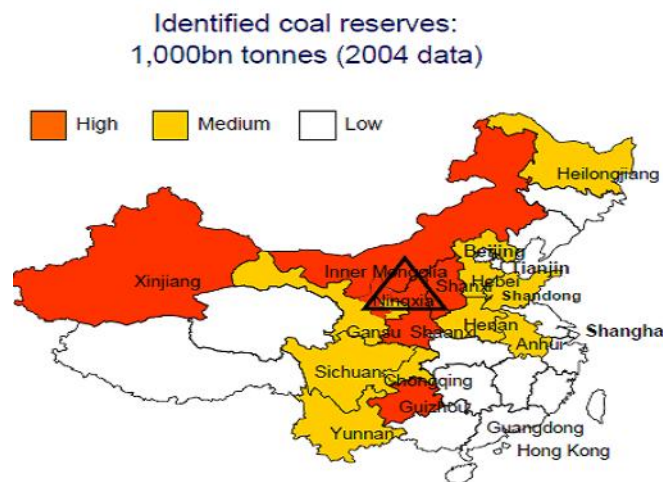 Identified coal reserves:
1,000bn tonnes (2004 data)
High Medium Low
Heilongjiang
Beijing
Tianjin
Inner Mongolia
Xinjiang
Shanxi
Hebei
Ningxia
Shandong
Gansu
Shaanxi
Henan
Shangha
Anhui
Sichuan
Chongqing
Guizhou
Yunnan
Guangdong
Hong Kong